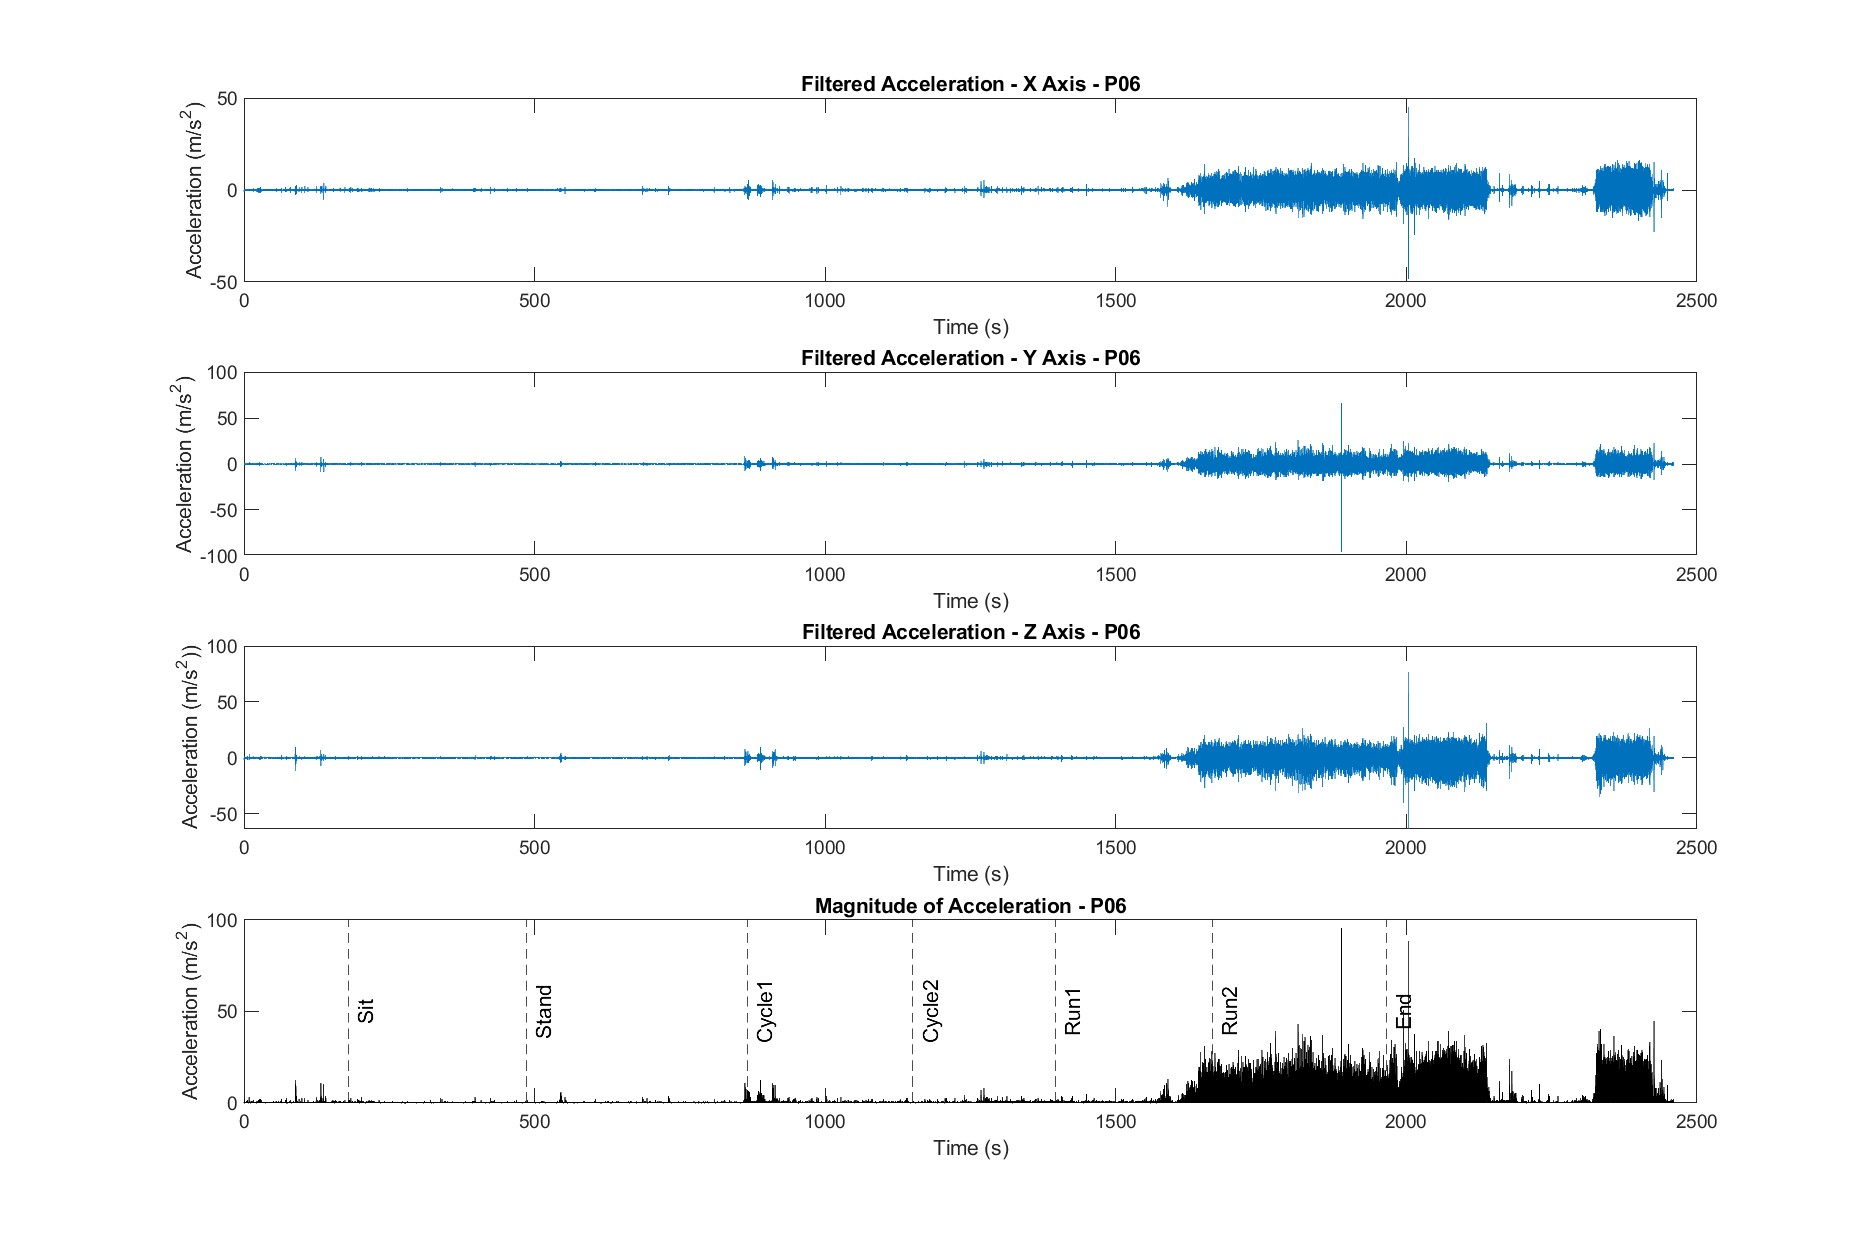 Filtered Acceleration - X Axis - P06
Acceleration (m/s²)
50
0
-50
0 500 1000 1500 2000 2500
Time (s)
Filtered Acceleration - Y Axis - P06
Acceleration (m/s²)
100
50
0
-50
-100
0 500 1000 1500 2000 2500
Time (s)
Filtered Acceleration - Z Axis - P06
Acceleration (m/s²))
100
50
0
-50
0 500 1000 1500 2000 2500
Time (s)
Magnitude of Acceleration - P06
Acceleration (m/s²)
100
50
0
Sit
Stand
Cycle1
Cycle2
Run1
Run2
End
0 500 1000 1500 2000 2500
Time (s)